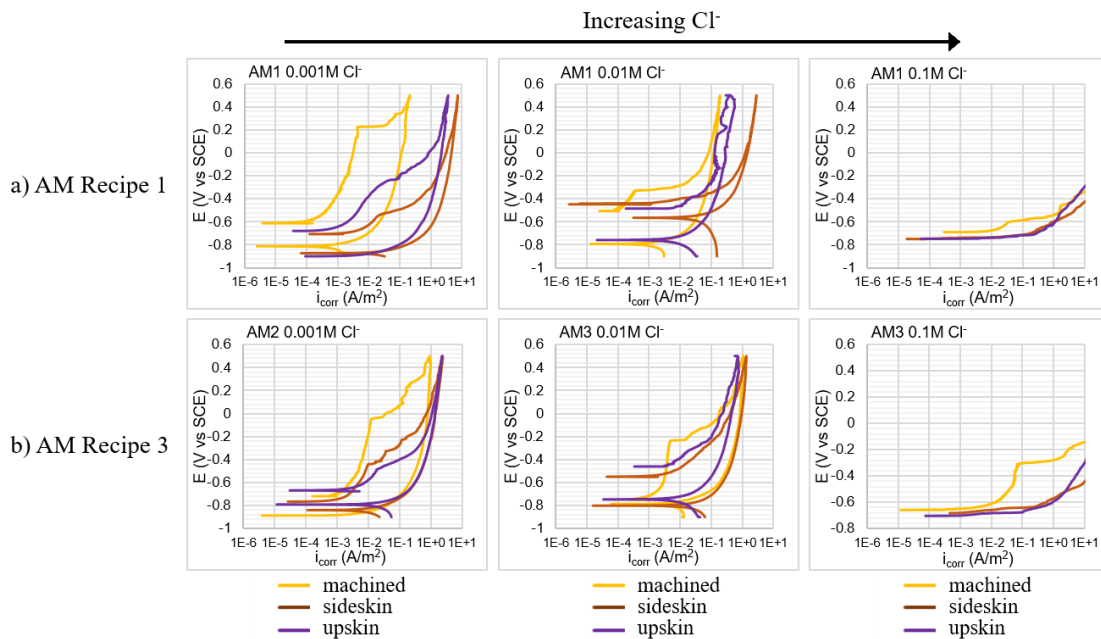 Increasing Cl⁻
a) AM Recipe 1
AM1 0.001M Cl⁻
E (V vs SCE)
0.6
0.4
0.2
0
-0.2
-0.4
-0.6
-0.8
-1
1E-6 1E-5 1E-4 1E-3 1E-2 1E-1 1E+0 1E+1
i_corr (A/m²)
AM1 0.01M Cl⁻
E (V vs SCE)
0.6
0.4
0.2
0
-0.2
-0.4
-0.6
-0.8
-1
1E-6 1E-5 1E-4 1E-3 1E-2 1E-1 1E+0 1E+1
i_corr (A/m²)
AM1 0.1M Cl⁻
E (V vs SCE)
0.6
0.4
0.2
0
-0.2
-0.4
-0.6
-0.8
-1
1E-6 1E-5 1E-4 1E-3 1E-2 1E-1 1E+0 1E+1
i_corr (A/m²)
b) AM Recipe 3
AM2 0.001M Cl⁻
E (V vs SCE)
0.6
0.4
0.2
0
-0.2
-0.4
-0.6
-0.8
-1
1E-6 1E-5 1E-4 1E-3 1E-2 1E-1 1E+0 1E+1
i_corr (A/m²)
AM3 0.01M Cl⁻
E (V vs SCE)
0.6
0.4
0.2
0
-0.2
-0.4
-0.6
-0.8
-1
1E-6 1E-5 1E-4 1E-3 1E-2 1E-1 1E+0 1E+1
i_corr (A/m²)
AM3 0.1M Cl⁻
E (V vs SCE)
0.6
0.4
0.2
0
-0.2
-0.4
-0.6
-0.8
1E-6 1E-5 1E-4 1E-3 1E-2 1E-1 1E+0 1E+1
i_corr (A/m²)
machined
sideskin
upskin
machined
sideskin
upskin
machined
sideskin
upskin